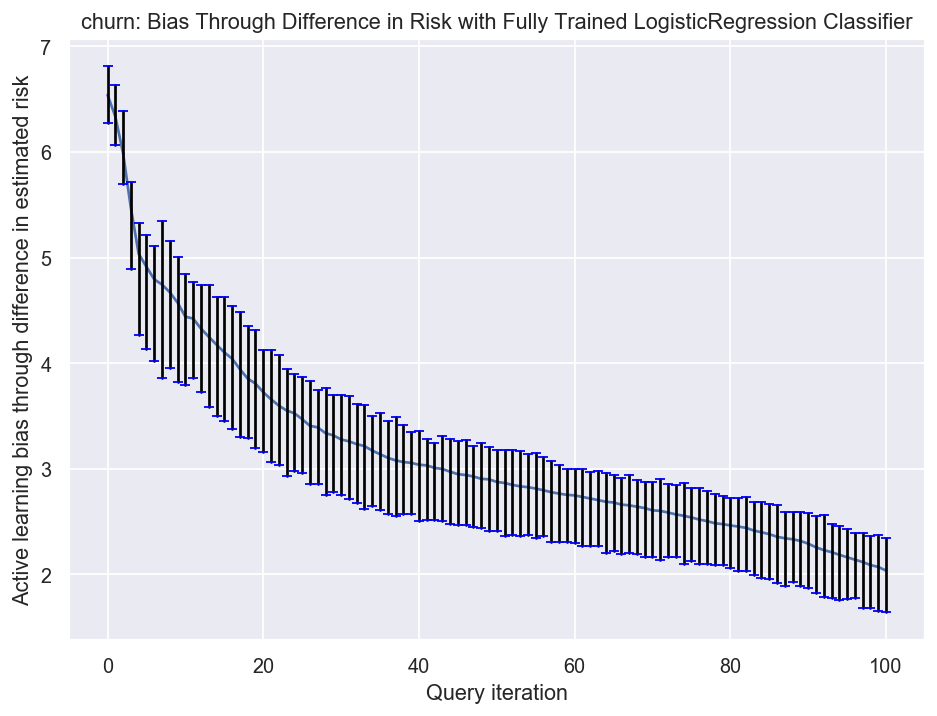 churn: Bias Through Difference in Risk with Fully Trained LogisticRegression Classifier
Active learning bias through difference in estimated risk
7
6
5
4
3
2
0 20 40 60 80 100
Query iteration